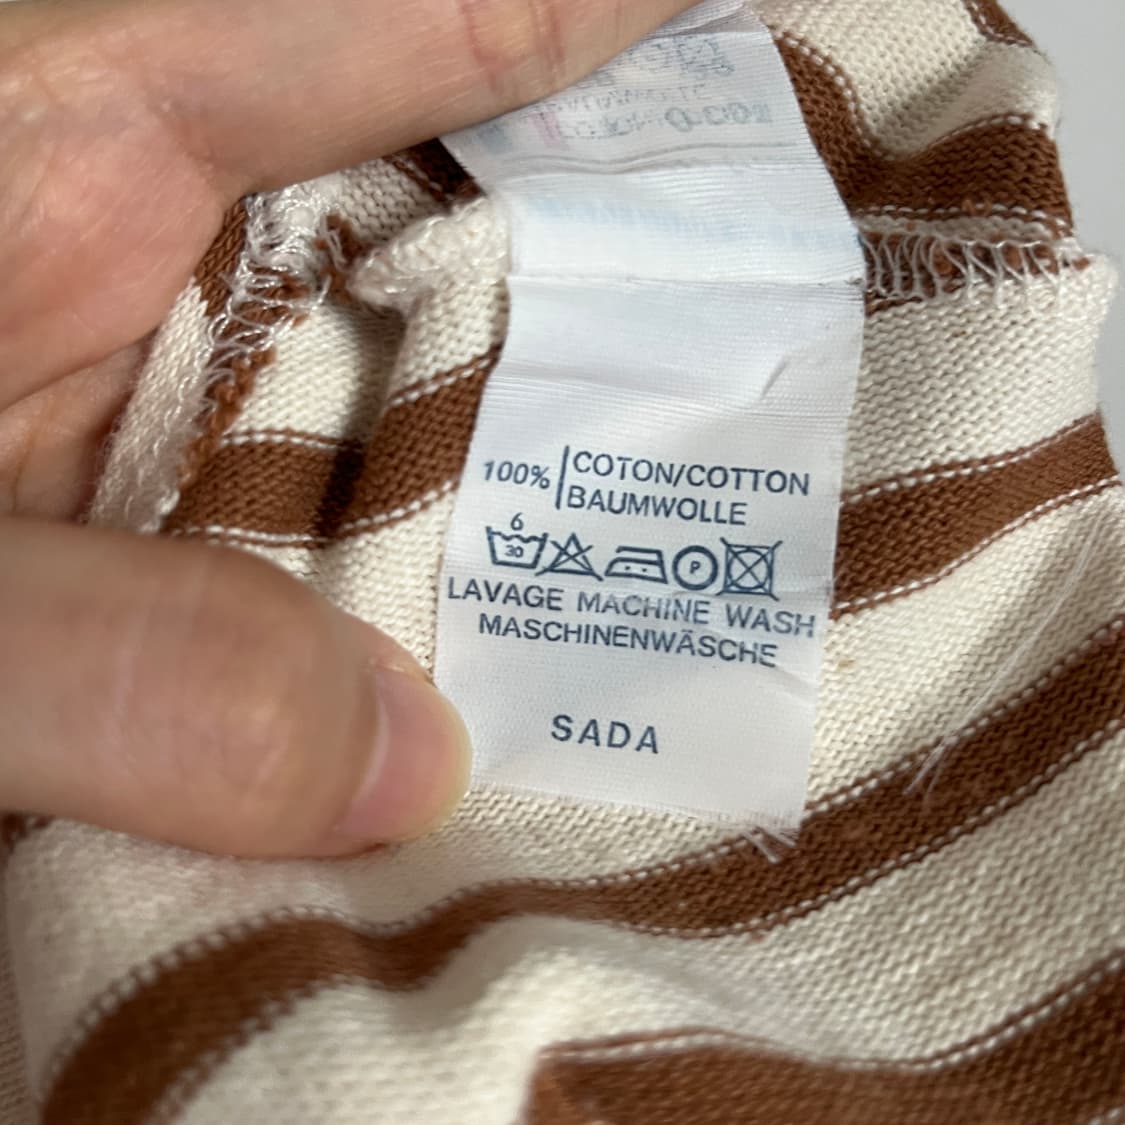 100% COTON/COTTON
BAUMWOLLE
6
30 P
LAVAGE MACHINE WASH
MASCHINENWÄSCHE
SADA